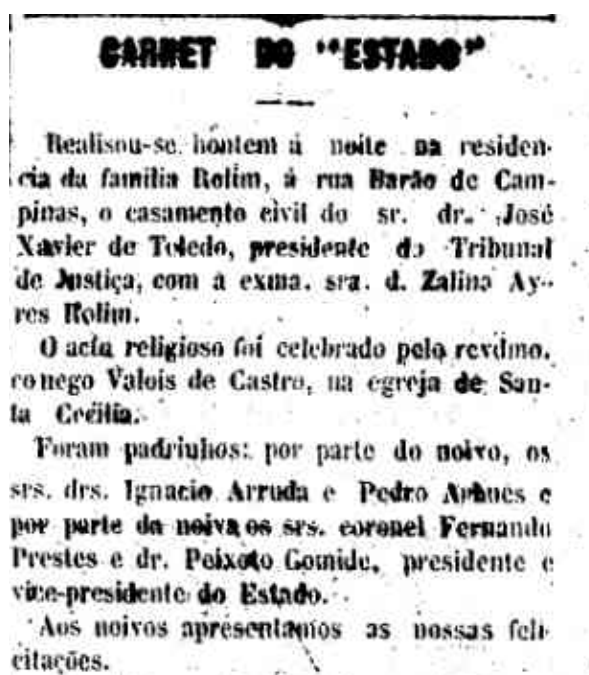 CARNET DO "ESTADO"
Realisou-se hontem á noite na residen-
cia da familia Rolim, á rua Barão de Cam-
pinas, o casamento civil do sr. dr. José
Xavier de Toledo, presidente do Tribunal
de Justiça, com a exma. sra. d. Zalina Ay-
res Rolim.
O acto religioso foi celebrado pelo revdmo.
conego Valois de Castro, na egreja de San-
ta Cecilia.
Foram padrinhos: por parte do noivo, os
srs. drs. Ignacio Arruda e Pedro Arbues e
por parte da noiva os srs. coronel Fernando
Prestes e dr. Peixoto Gomide, presidente e
vice-presidente do Estado.
Aos noivos apresentamos as nossas feli-
citações.